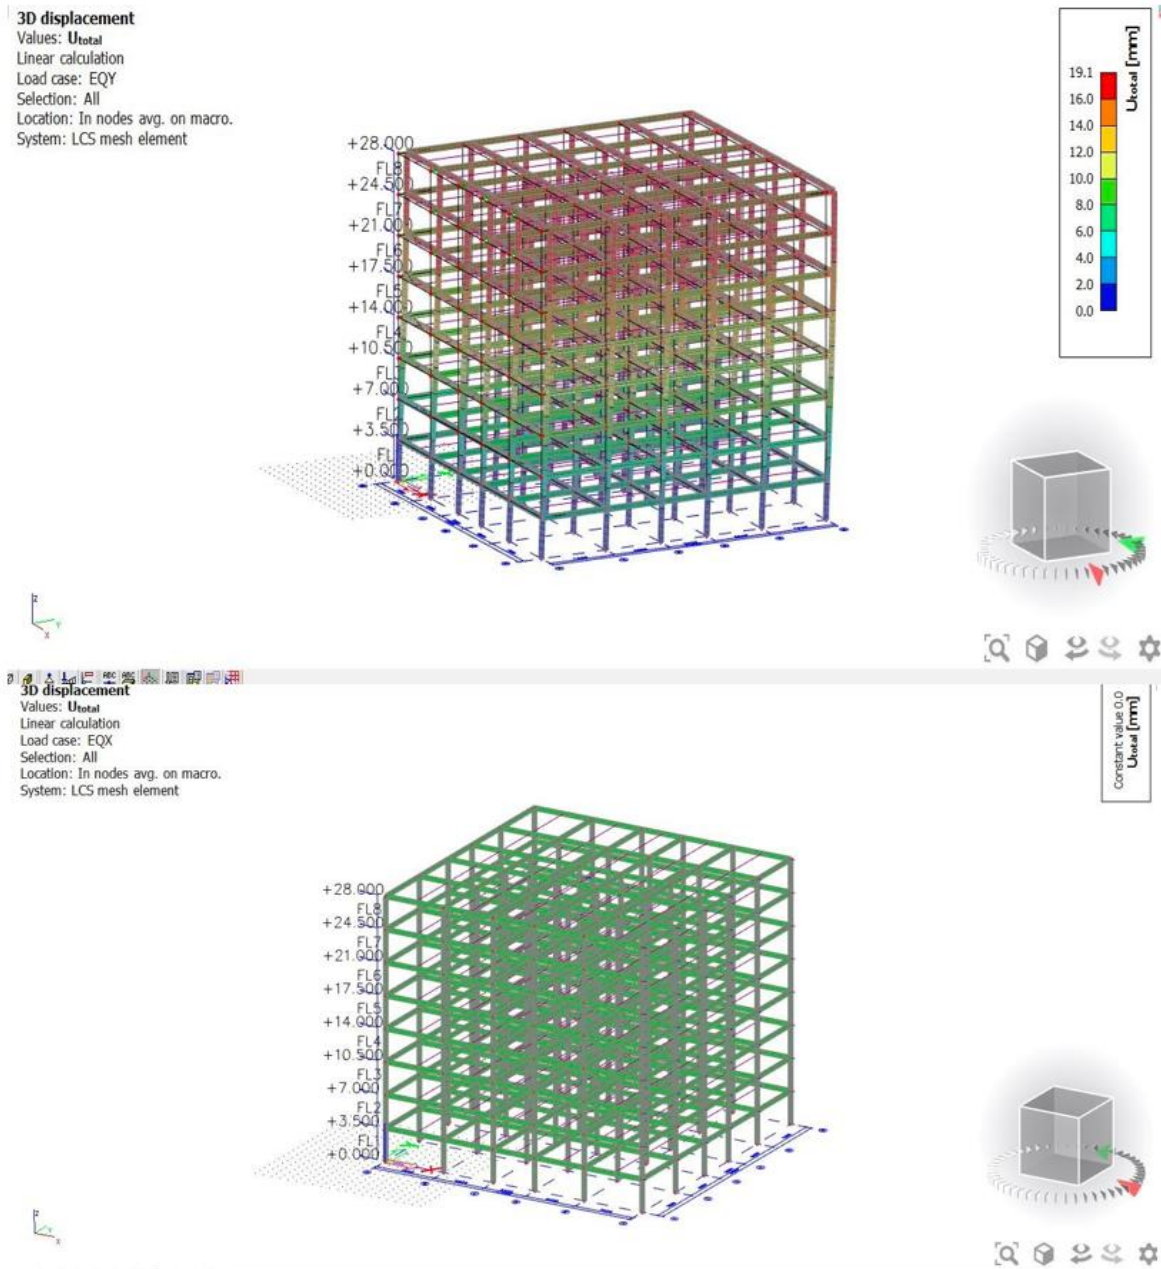 3D displacement
Values: Utotal
Linear calculation
Load case: EQY
Selection: All
Location: In nodes avg. on macro.
System: LCS mesh element
Utotal [mm]
19.1
16.0
14.0
12.0
10.0
8.0
6.0
4.0
2.0
0.0
+28.000
FL8
+24.500
FL7
+21.000
FL6
+17.500
+14.000
FL4
+10.500
FL
+7.000
FL
+3.500
FL
+0.000
z
Y
X
ABC
3D displacement
Values: Utotal
Linear calculation
Load case: EQX
Selection: All
Location: In nodes avg. on macro.
System: LCS mesh element
Constant value 0.0
Utotal [mm]
+28.000
FL8
+24.500
FL7
+21.000
FL6
+17.500
FL5
+14.000
FL4
+10.500
FL3
+7.000
FL2
+3.500
FL1
+0.000
z
Y
X